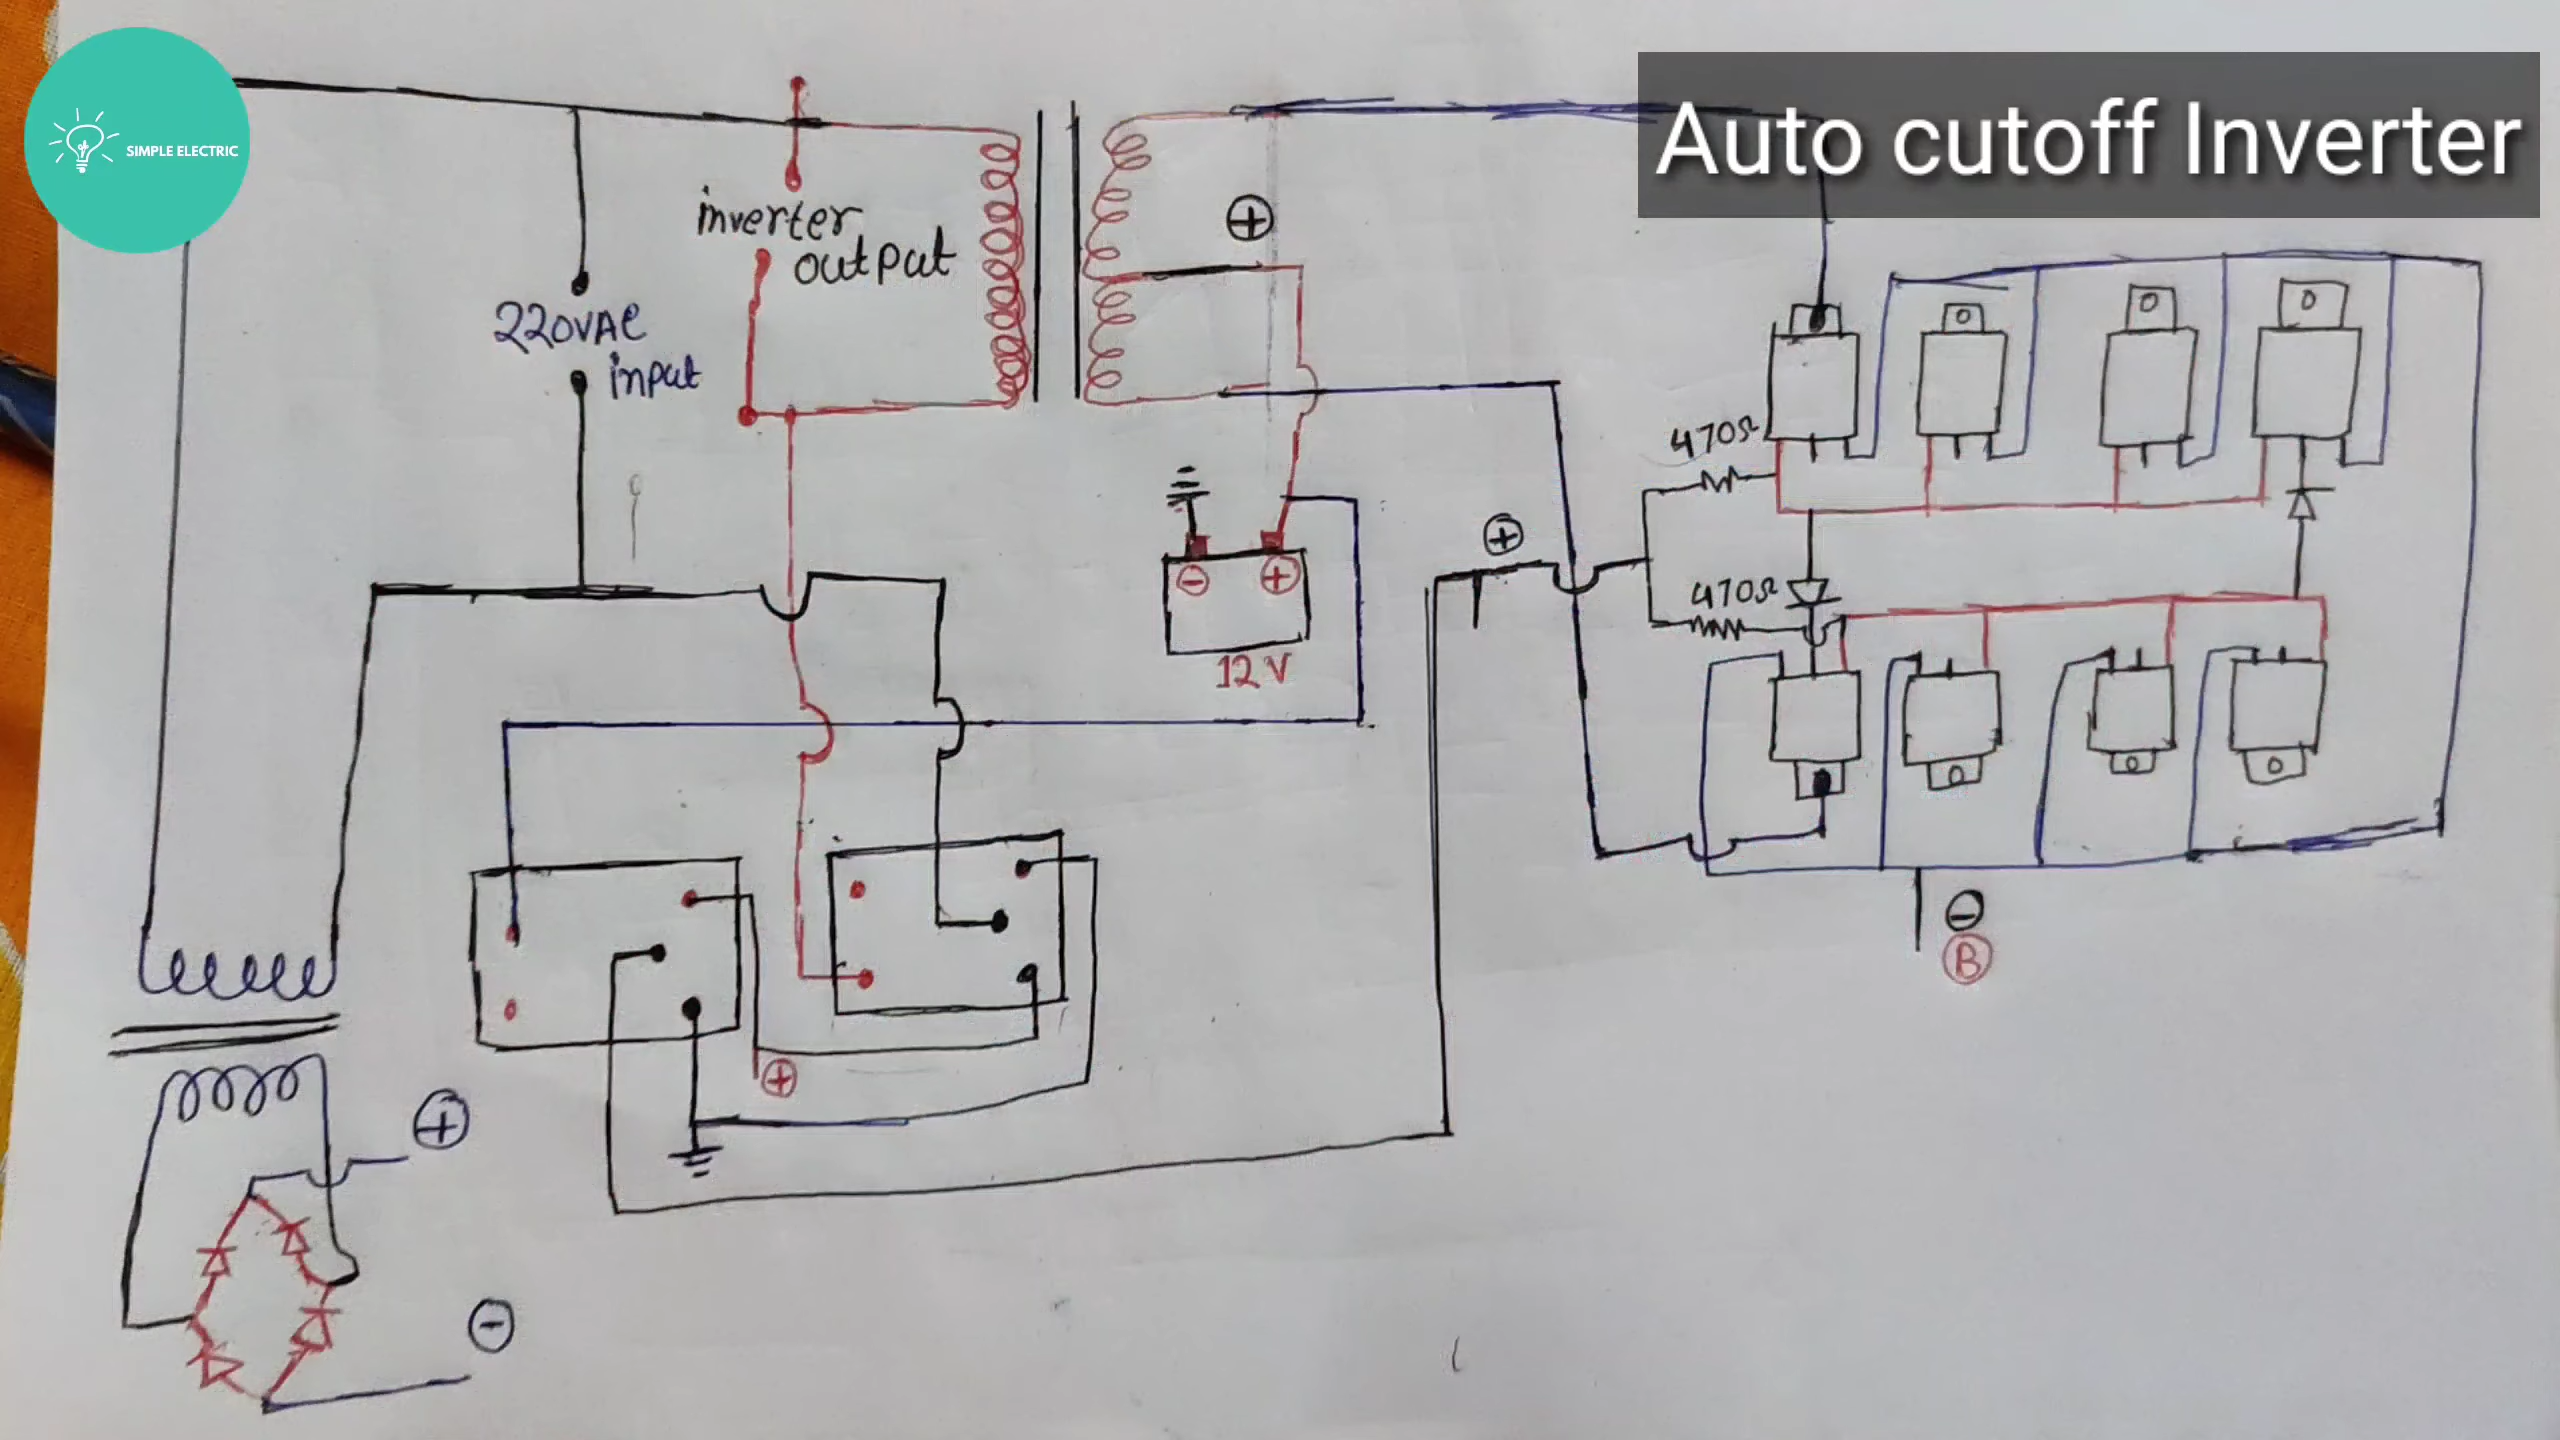 SIMPLE ELECTRIC
Auto cutoff Inverter
inverter
output
+
220VAC
input
470Ω
+
470Ω
-
+
12V
-
B
+
+
-